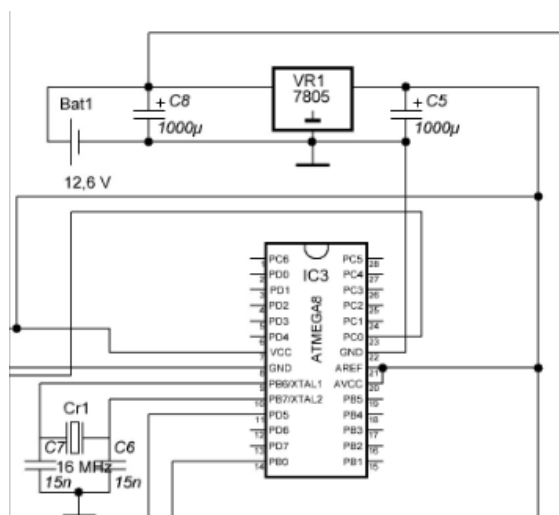 VR1
7805
C8
1000µ
C5
1000µ
Bat1
12,6 V
IC3
ATMEGA8
1 PC6
2 PD0
3 PD1
4 PD2
5 PD3
6 PD4
7 VCC
8 GND
9 PB6/XTAL1
10 PB7/XTAL2
11 PD5
12 PD6
13 PD7
14 PB0
PC5 28
PC4 27
PC3 26
PC2 25
PC1 24
PC0 23
GND 22
AREF 21
AVCC 20
PB5 19
PB4 18
PB3 17
PB2 16
PB1 15
Cr1
C7
C6
16 MHz
15n
15n